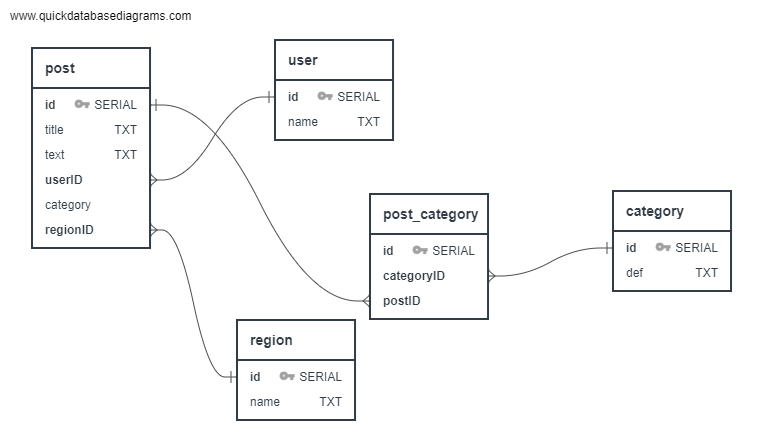 www.quickdatabasediagrams.com
post
id SERIAL
title TXT
text TXT
userID
category
regionID
user
id SERIAL
name TXT
post_category
id SERIAL
categoryID
postID
category
id SERIAL
def TXT
region
id SERIAL
name TXT